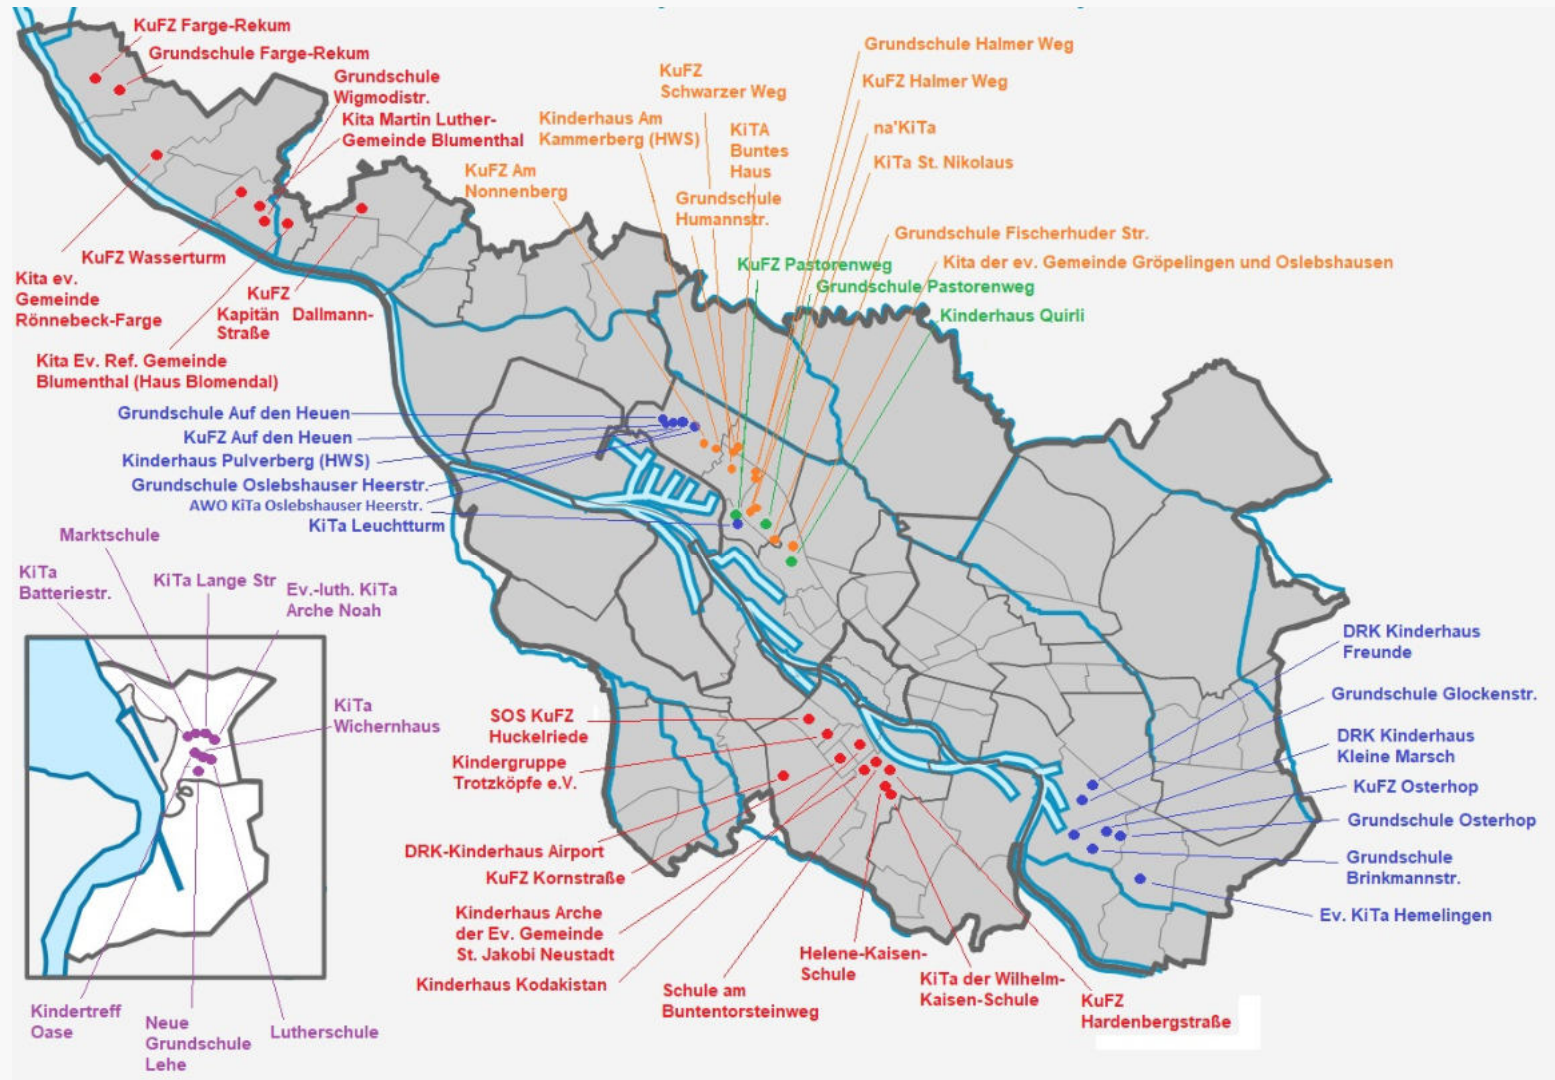 KuFZ Farge-Rekum
Grundschule Farge-Rekum
Grundschule
Wigmodistr.
Kita Martin Luther-
Gemeinde Blumenthal
KuFZ Wasserturm
Kita ev.
Gemeinde
Rönnebeck-Farge
KuFZ
Kapitän Dallmann-
Straße
Kita Ev. Ref. Gemeinde
Blumenthal (Haus Blomendal)
Grundschule Halmer Weg
KuFZ Halmer Weg
KuFZ
Schwarzer Weg
Kinderhaus Am
Kammerberg (HWS)
KiTA
Buntes
Haus
na'KiTa
KiTa St. Nikolaus
KuFZ Am
Nonnenberg
Grundschule
Humannstr.
Grundschule Fischerhuder Str.
Kita der ev. Gemeinde Gröpelingen und Oslebshausen
KuFZ Pastorenweg
Grundschule Pastorenweg
Kinderhaus Quirli
Grundschule Auf den Heuen
KuFZ Auf den Heuen
Kinderhaus Pulverberg (HWS)
Grundschule Oslebshauser Heerstr.
AWO KiTa Oslebshauser Heerstr.
KiTa Leuchtturm
Marktschule
KiTa
Batteriestr.
KiTa Lange Str
Ev.-luth. KiTa
Arche Noah
KiTa
Wichernhaus
Kindertreff
Oase
Neue
Grundschule
Lehe
Lutherschule
SOS KuFZ
Huckelriede
Kindergruppe
Trotzköpfe e.V.
DRK-Kinderhaus Airport
KuFZ Kornstraße
Kinderhaus Arche
der Ev. Gemeinde
St. Jakobi Neustadt
Kinderhaus Kodakistan
Schule am
Buntentorsteinweg
Helene-Kaisen-
Schule
KiTa der Wilhelm-
Kaisen-Schule
KuFZ
Hardenbergstraße
DRK Kinderhaus
Freunde
Grundschule Glockenstr.
DRK Kinderhaus
Kleine Marsch
KuFZ Osterhop
Grundschule Osterhop
Grundschule
Brinkmannstr.
Ev. KiTa Hemelingen